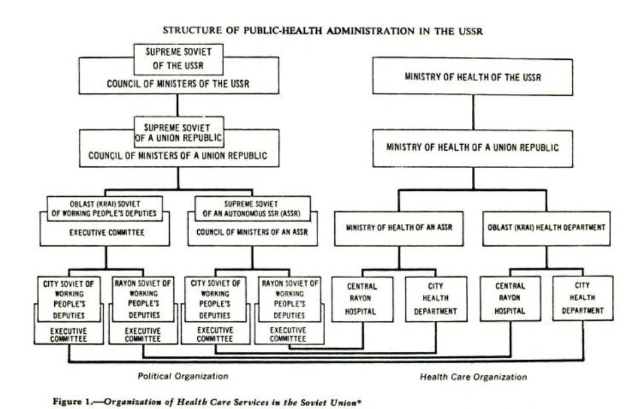 STRUCTURE OF PUBLIC-HEALTH ADMINISTRATION IN THE USSR
SUPREME SOVIET
OF THE USSR
COUNCIL OF MINISTERS OF THE USSR
MINISTRY OF HEALTH OF THE USSR
SUPREME SOVIET
OF A UNION REPUBLIC
COUNCIL OF MINISTERS OF A UNION REPUBLIC
MINISTRY OF HEALTH OF A UNION REPUBLIC
OBLAST (KRAI) SOVIET
OF WORKING PEOPLE'S DEPUTIES
EXECUTIVE COMMITTEE
SUPREME SOVIET
OF AN AUTONOMOUS SSR (ASSR)
COUNCIL OF MINISTERS OF AN ASSR
MINISTRY OF HEALTH OF AN ASSR
OBLAST (KRAI) HEALTH DEPARTMENT
CITY SOVIET OF
WORKING
PEOPLE'S
DEPUTIES
EXECUTIVE
COMMITTEE
RAYON SOVIET OF
WORKING
PEOPLE'S
DEPUTIES
EXECUTIVE
COMMITTEE
CITY SOVIET OF
WORKING
PEOPLE'S
DEPUTIES
EXECUTIVE
COMMITTEE
RAYON SOVIET OF
WORKING
PEOPLE'S
DEPUTIES
EXECUTIVE
COMMITTEE
CENTRAL
RAYON
HOSPITAL
CITY
HEALTH
DEPARTMENT
CENTRAL
RAYON
HOSPITAL
CITY
HEALTH
DEPARTMENT
Political Organization
Health Care Organization
Figure 1.—Organization of Health Care Services in the Soviet Union*